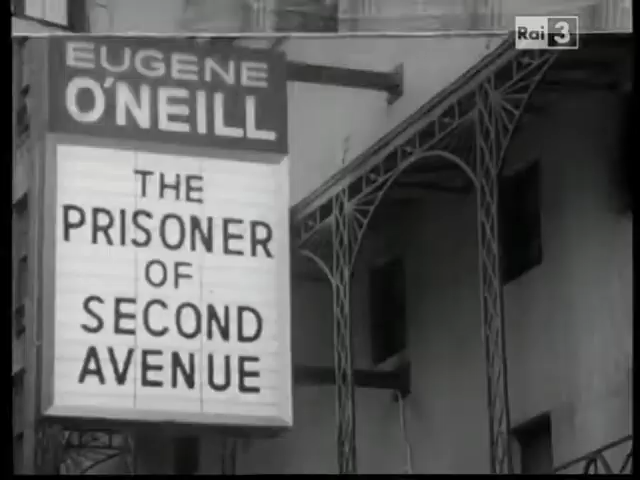 Rai 3
EUGENE
O'NEILL
THE
PRISONER
OF
SECOND
AVENUE